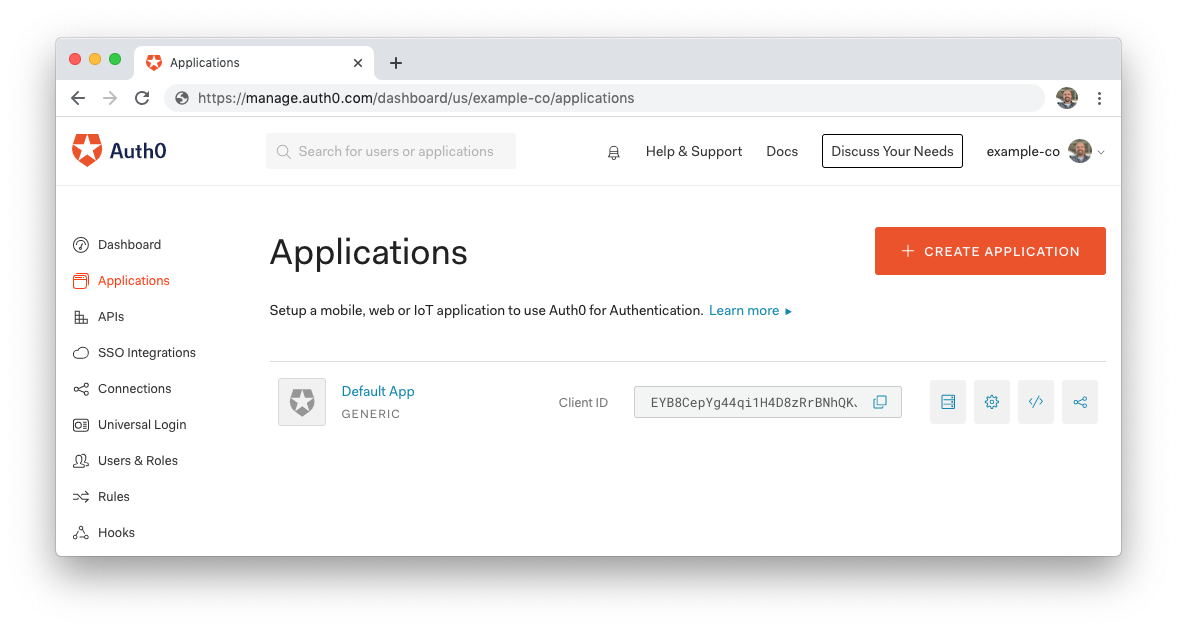 Applications
https://manage.auth0.com/dashboard/us/example-co/applications
Auth0
Search for users or applications
Help & Support
Docs
Discuss Your Needs
example-co
Dashboard
Applications
APIs
SSO Integrations
Connections
Universal Login
Users & Roles
Rules
Hooks
Applications
+ CREATE APPLICATION
Setup a mobile, web or IoT application to use Auth0 for Authentication. Learn more ▸
Default App
GENERIC
Client ID
EYB8CepYg44qi1H4D8zRrBNhQK